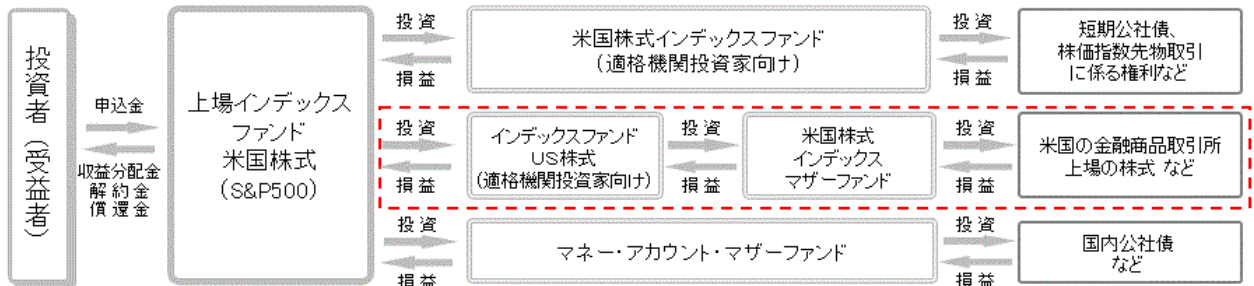 投資者(受益者)
申込金
収益分配金
解約金
償還金
上場インデックス
ファンド
米国株式
(S&P500)
投資
損益
米国株式インデックスファンド
(適格機関投資家向け)
投資
損益
短期公社債、
株価指数先物取引
に係る権利など
投資
損益
インデックスファンド
US株式
(適格機関投資家向け)
投資
損益
米国株式
インデックス
マザーファンド
投資
損益
米国の金融商品取引所
上場の株式 など
投資
損益
マネー・アカウント・マザーファンド
投資
損益
国内公社債
など